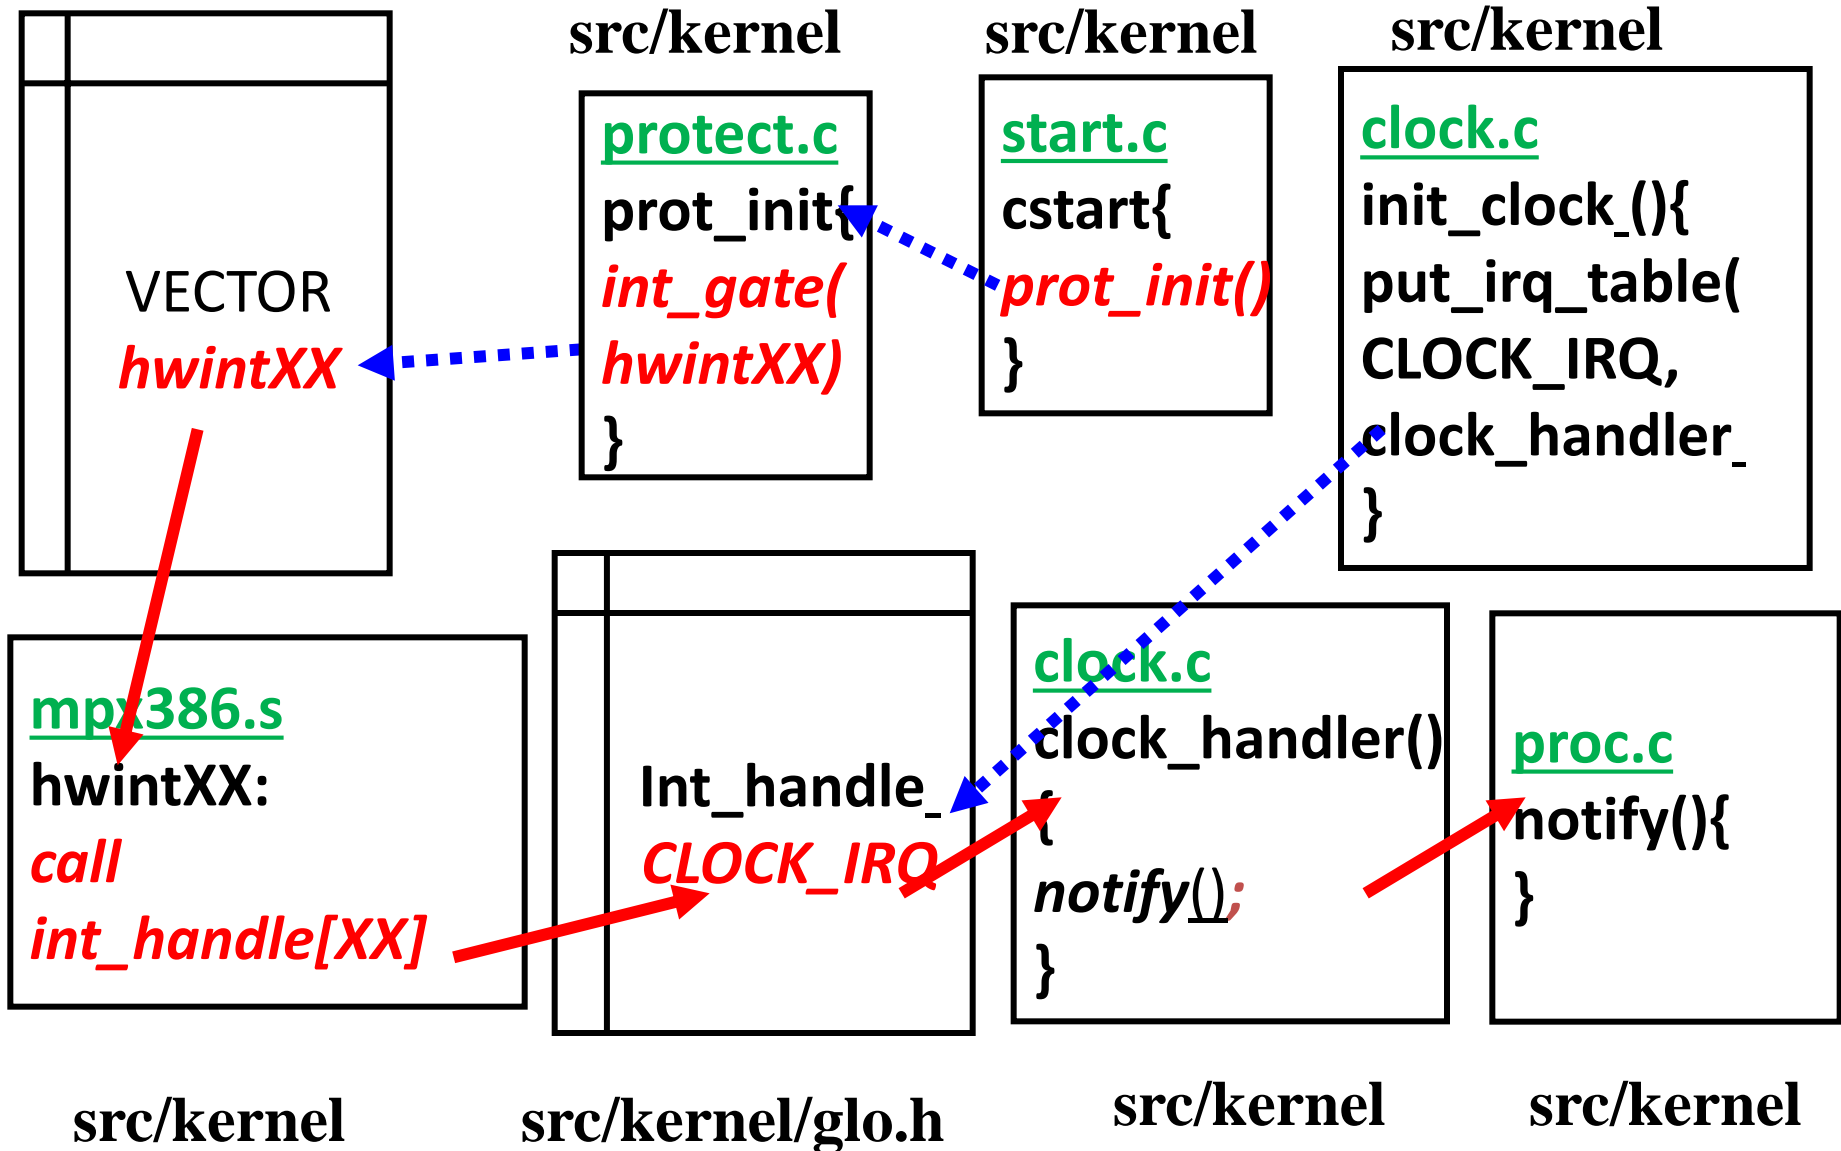 src/kernel
src/kernel
src/kernel
VECTOR
hwintXX
protect.c
prot_init{
int_gate(
hwintXX)
}
start.c
cstart{
prot_init()
}
clock.c
init_clock_(){
put_irq_table(
CLOCK_IRQ,
clock_handler_
}
mpx386.s
hwintXX:
call
int_handle[XX]
Int_handle_
CLOCK_IRQ
clock.c
clock_handler()
{
notify();
}
proc.c
notify(){
}
src/kernel
src/kernel/glo.h
src/kernel
src/kernel